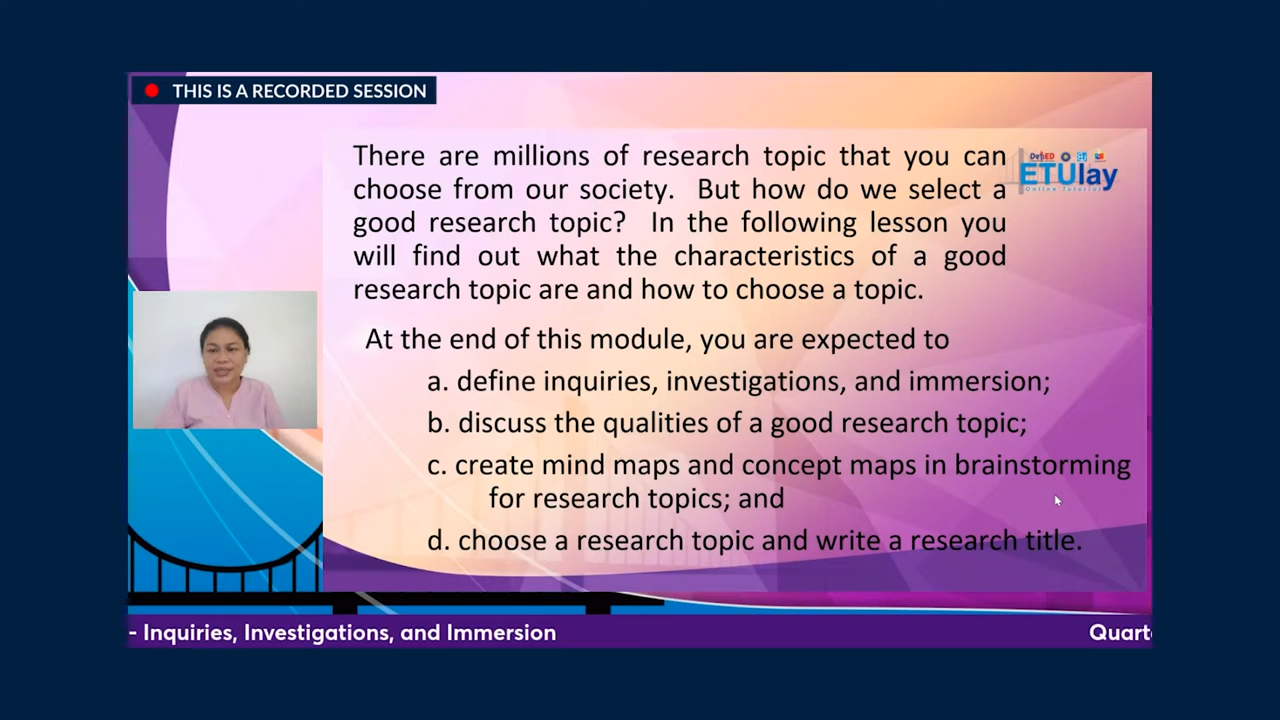 THIS IS A RECORDED SESSION
There are millions of research topic that you can
choose from our society. But how do we select a
good research topic? In the following lesson you
will find out what the characteristics of a good
research topic are and how to choose a topic.
DepED
ETUlay
Online Tutorial
At the end of this module, you are expected to
a. define inquiries, investigations, and immersion;
b. discuss the qualities of a good research topic;
c. create mind maps and concept maps in brainstorming
for research topics; and
d. choose a research topic and write a research title.
- Inquiries, Investigations, and Immersion
Quart